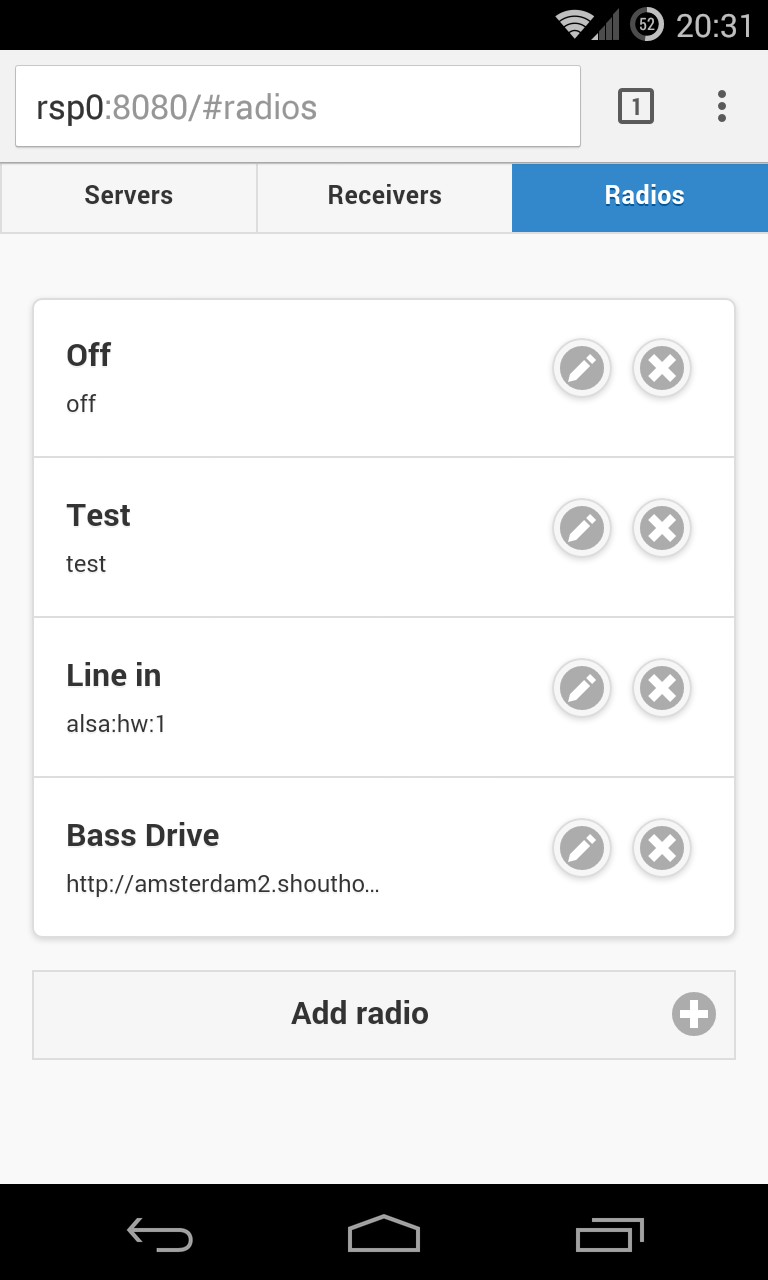 52 20:31
rsp0:8080/#radios 1
Servers Receivers Radios
Off
off
Test
test
Line in
alsa:hw:1
Bass Drive
http://amsterdam2.shoutho...
Add radio